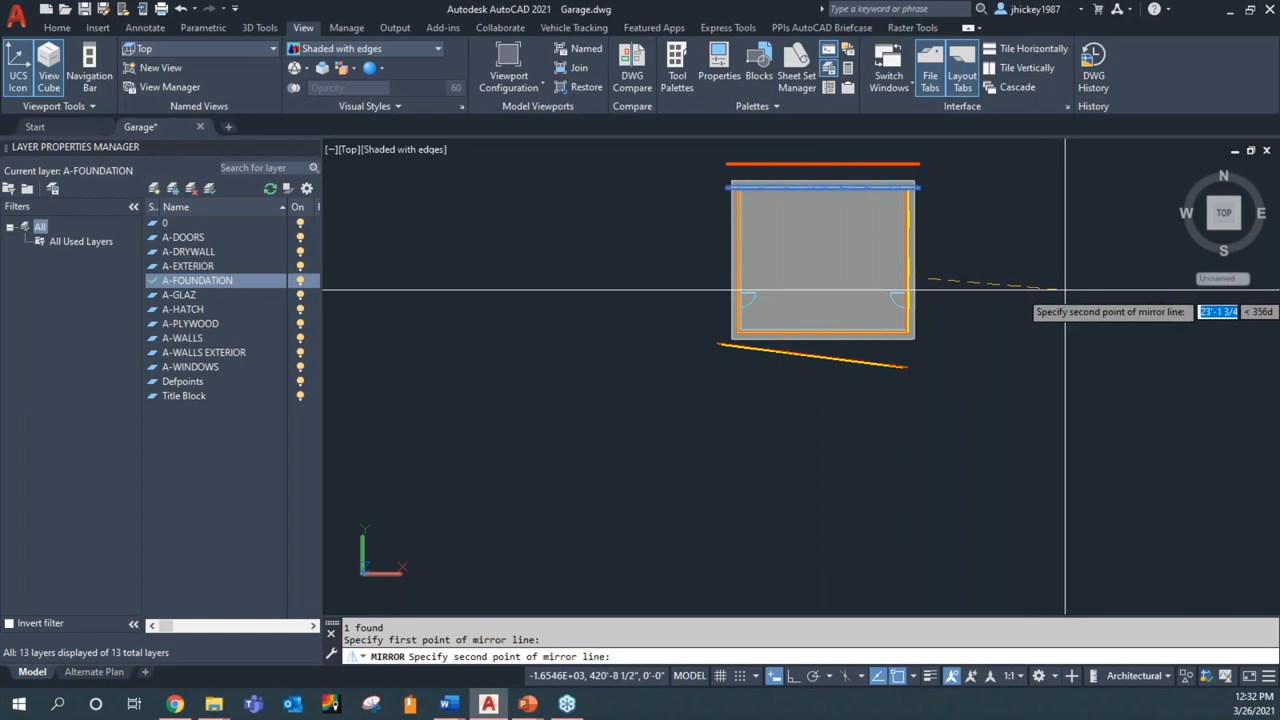 Autodesk AutoCAD 2021 Garage.dwg
Type a keyword or phrase
jhickey1987
Home Insert Annotate Parametric 3D Tools View Manage Output Add-ins Collaborate Vehicle Tracking Featured Apps Express Tools PPIs AutoCAD Briefcase Raster Tools
UCS Icon
View Cube
Navigation Bar
Viewport Tools
Top
New View
View Manager
Named Views
Shaded with edges
Opacity 60
Visual Styles
Viewport Configuration
Named
Join
Restore
Model Viewports
DWG Compare
Compare
Tool Palettes
Properties
Blocks
Sheet Set Manager
Palettes
Switch Windows
File Tabs
Layout Tabs
Tile Horizontally
Tile Vertically
Cascade
Interface
DWG History
History
Start
Garage*
LAYER PROPERTIES MANAGER
Current layer: A-FOUNDATION
Search for layer
Filters
All
All Used Layers
S.. Name On F
0
A-DOORS
A-DRYWALL
A-EXTERIOR
A-FOUNDATION
A-GLAZ
A-HATCH
A-PLYWOOD
A-WALLS
A-WALLS EXTERIOR
A-WINDOWS
Defpoints
Title Block
Invert filter
All: 13 layers displayed of 13 total layers
[−][Top][Shaded with edges]
N
W TOP E
S
Unnamed
Specify second point of mirror line: 23'-1 3/4 < 356d
Y
X
1 found
Specify first point of mirror line:
MIRROR Specify second point of mirror line:
Model Alternate Plan
-1.6546E+03, 420'-8 1/2", 0'-0" MODEL 1:1 Architectural
12:32 PM
3/26/2021